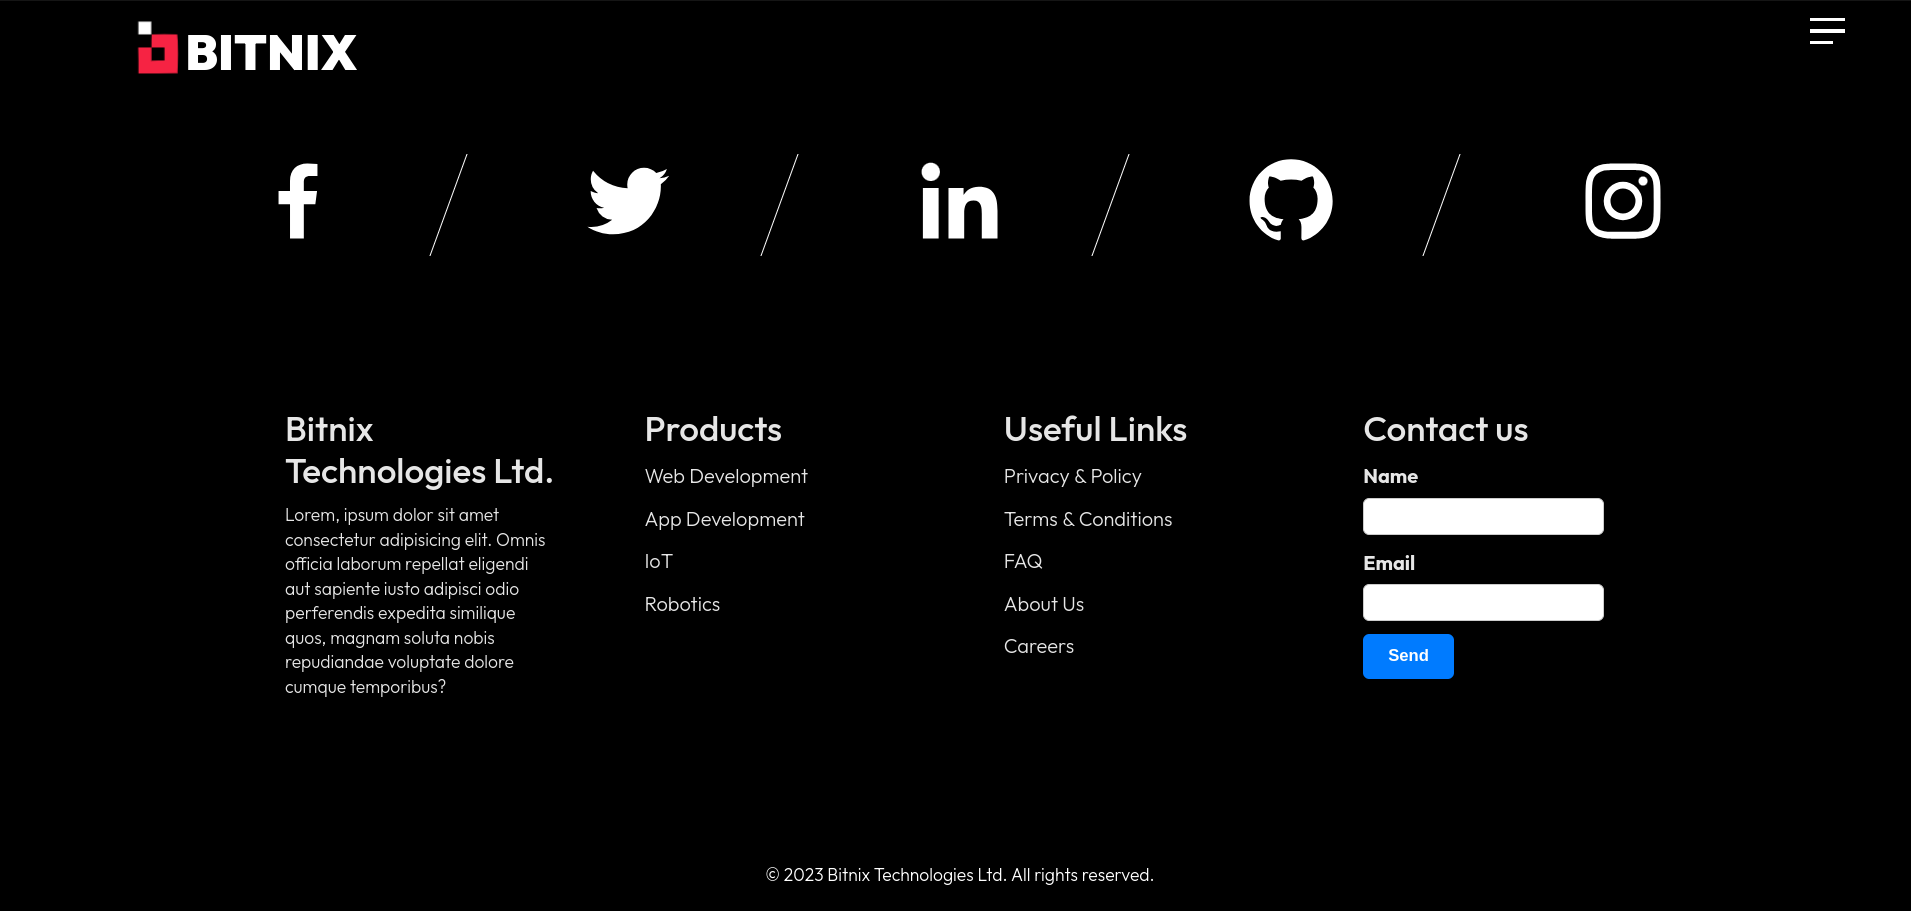 BITNIX
Bitnix
Technologies Ltd.
Lorem, ipsum dolor sit amet
consectetur adipisicing elit. Omnis
officia laborum repellat eligendi
aut sapiente iusto adipisci odio
perferendis expedita similique
quos, magnam soluta nobis
repudiandae voluptate dolore
cumque temporibus?
Products
Web Development
App Development
IoT
Robotics
Useful Links
Privacy & Policy
Terms & Conditions
FAQ
About Us
Careers
Contact us
Name
Email
Send
© 2023 Bitnix Technologies Ltd. All rights reserved.